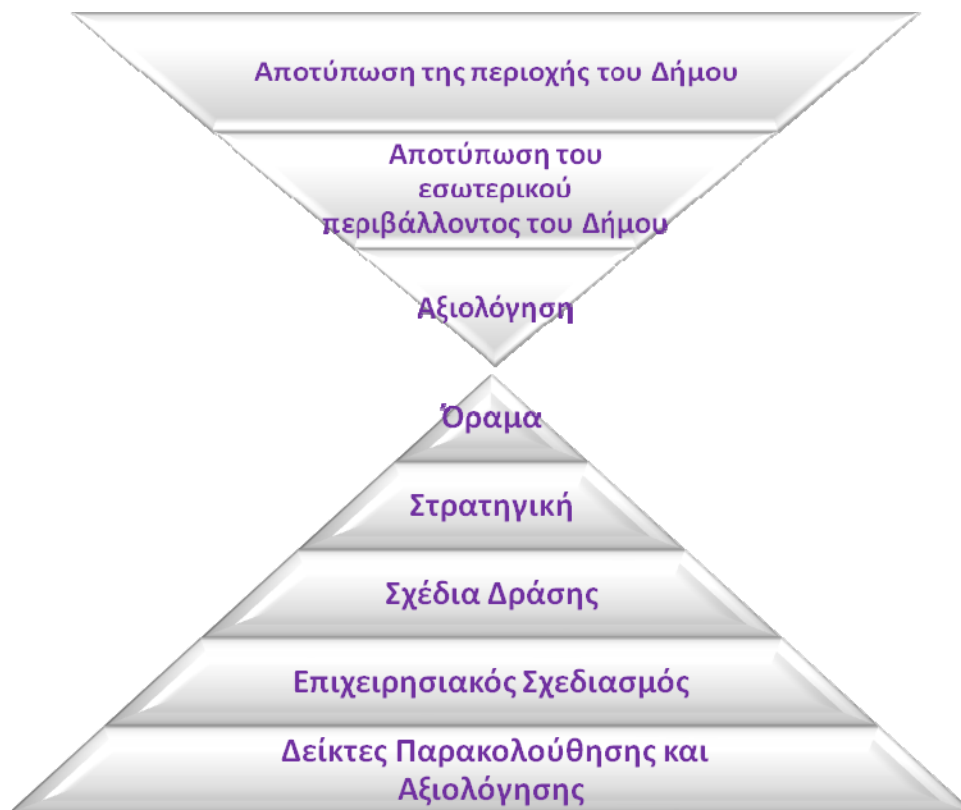 Αποτύπωση της περιοχής του Δήμου
Αποτύπωση του
εσωτερικού
περιβάλλοντος του Δήμου
Αξιολόγηση
Όραμα
Στρατηγική
Σχέδια Δράσης
Επιχειρησιακός Σχεδιασμός
Δείκτες Παρακολούθησης και
Αξιολόγησης